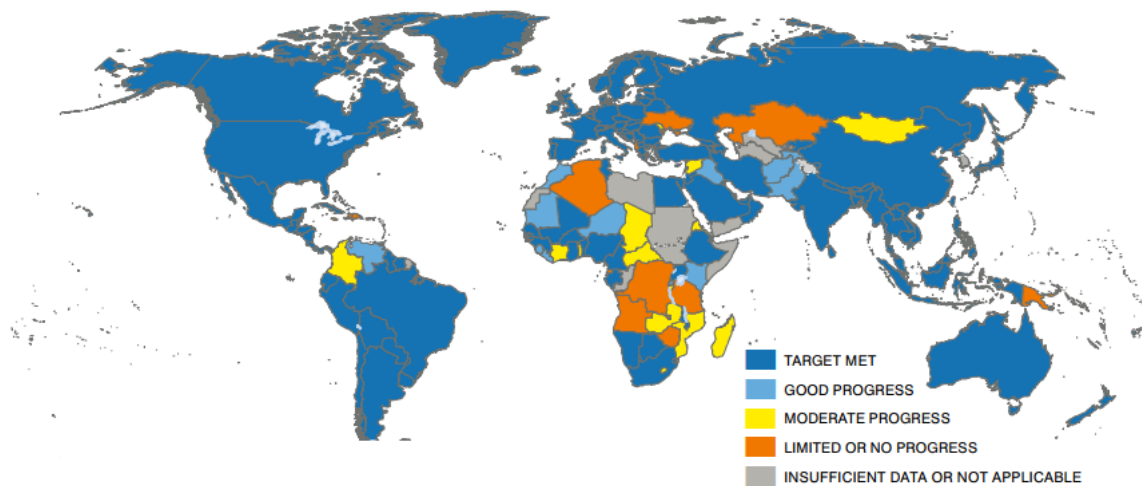 TARGET MET
GOOD PROGRESS
MODERATE PROGRESS
LIMITED OR NO PROGRESS
INSUFFICIENT DATA OR NOT APPLICABLE